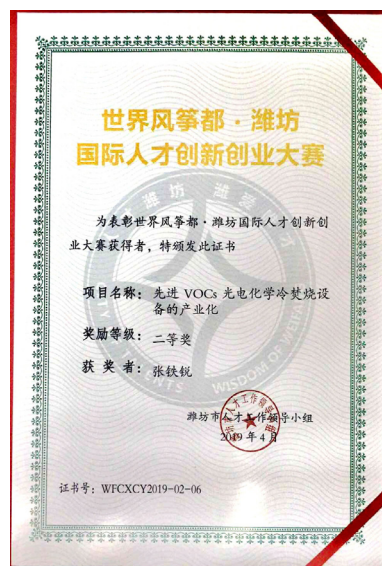 世界风筝都·潍坊
国际人才创新创业大赛
为表彰世界风筝都·潍坊国际人才创新创
业大赛获得者，特颁发此证书
项目名称：先进 VOCs 光电化学冷焚烧设
备的产业化
奖励等级：二等奖
获奖者：张铁锐
潍坊市人才工作领导小组
2019年4月
证书号：WFCXCY2019-02-06